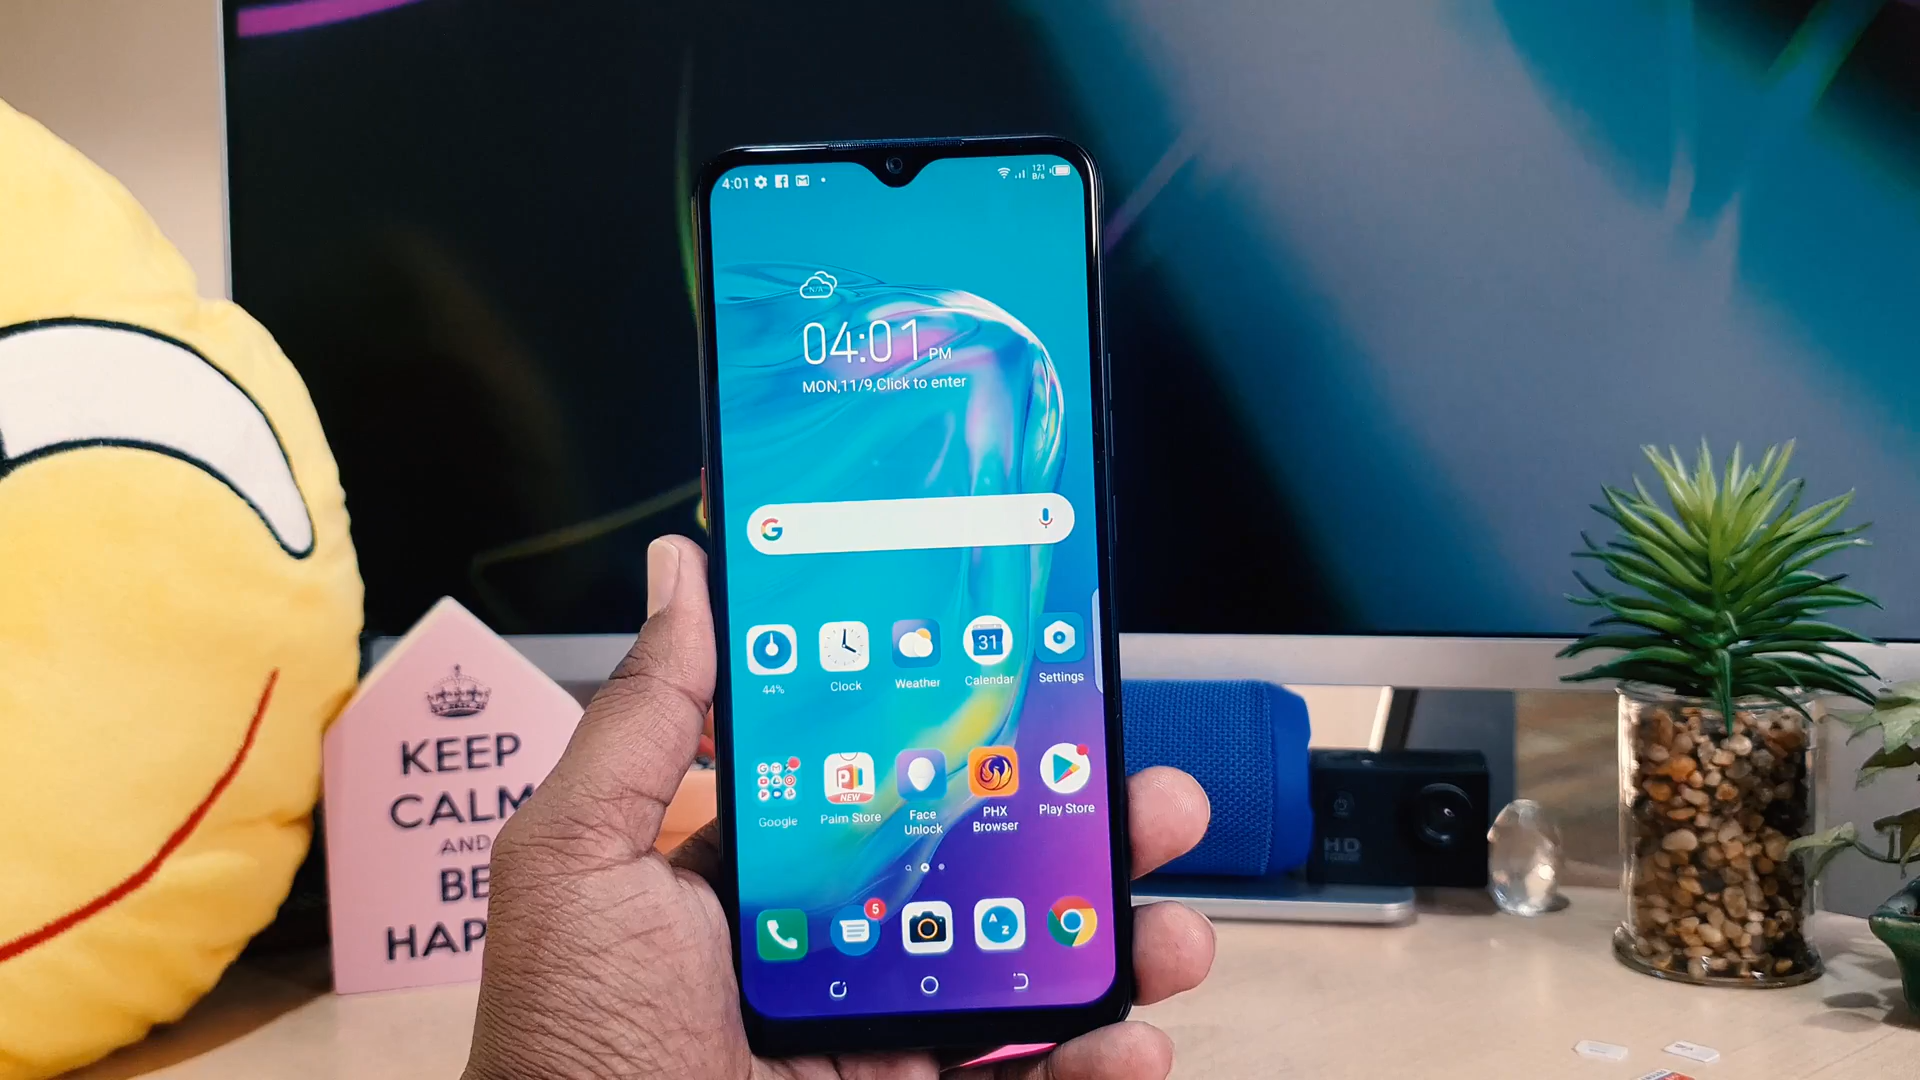 4:01
121
B/s
N/A
04:01 PM
MON,11/9,Click to enter
31
44%
Clock
Weather
Calendar
Settings
NEW
Google
Palm Store
Face
Unlock
PHX
Browser
Play Store
5
A
Z
KEEP
CALM
AND
BE
HAP
HD